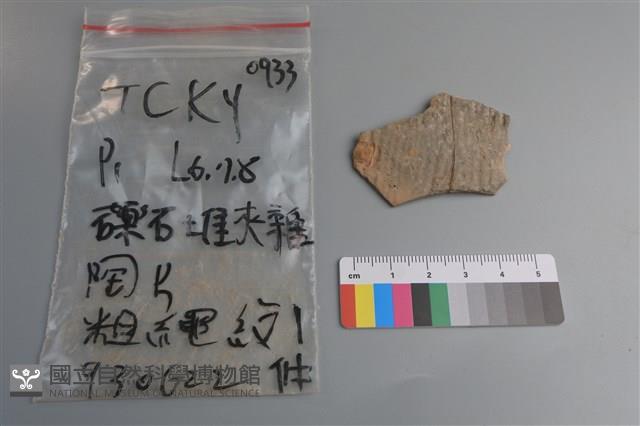 0933
TCKY
P1 L6.7.8
礫石堆夾雜
陶片
粗繩紋1
930622 件
國立自然科學博物館
NATIONAL MUSEUM OF NATURAL SCIENCE
cm 1 2 3 4 5